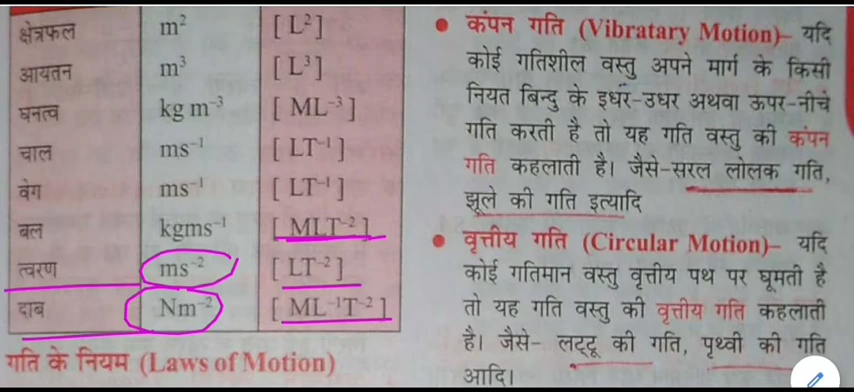 क्षेत्रफल m² [ L² ]
आयतन m³ [ L³ ]
घनत्व kg m⁻³ [ ML⁻³ ]
चाल ms⁻¹ [ LT⁻¹ ]
वेग ms⁻¹ [ LT⁻¹ ]
बल kgms⁻¹ [ MLT⁻² ]
त्वरण ms⁻² [ LT⁻² ]
दाब Nm⁻² [ ML⁻¹T⁻² ]
गति के नियम (Laws of Motion)
● कंपन गति (Vibratary Motion)– यदि
कोई गतिशील वस्तु अपने मार्ग के किसी
नियत बिन्दु के इधर-उधर अथवा ऊपर-नीचे
गति करती है तो यह गति वस्तु की कंपन
गति कहलाती है। जैसे-सरल लोलक गति,
झूले की गति इत्यादि
● वृत्तीय गति (Circular Motion)– यदि
कोई गतिमान वस्तु वृत्तीय पथ पर घूमती है
तो यह गति वस्तु की वृत्तीय गति कहलाती
है। जैसे- लट्टू की गति, पृथ्वी की गति
आदि।